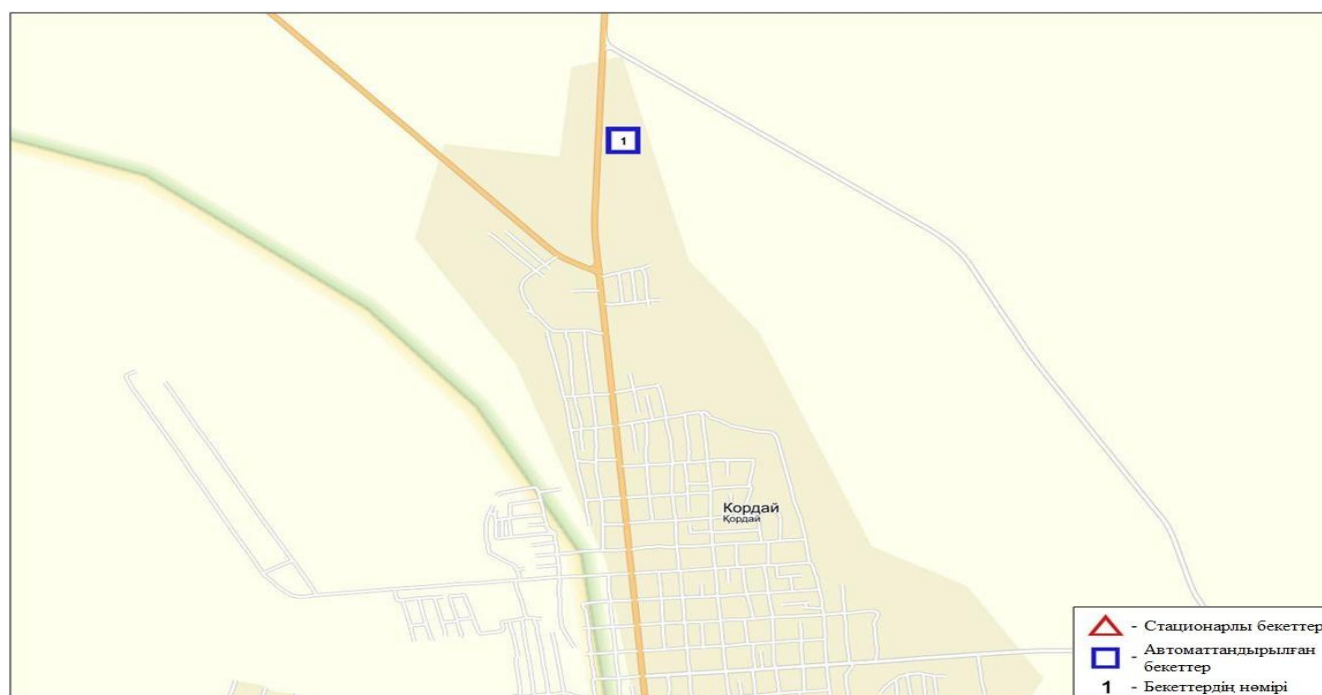 1
Кордай
Қордай
- Стационарлы бекеттер
- Автоматтандырылған
бекеттер
1 - Бекеттердің нөмірі